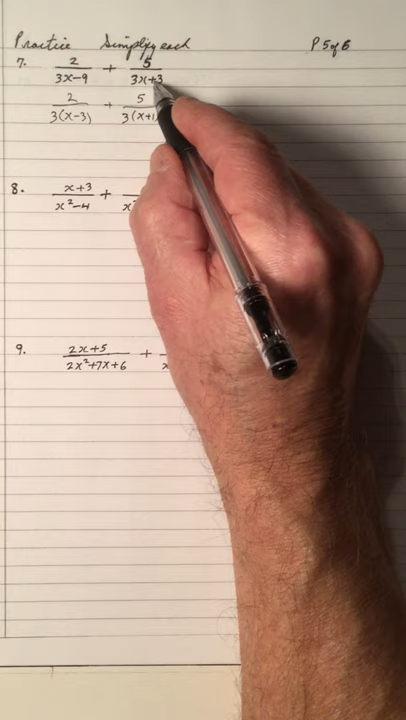 Practice Simplify each P 5 of 6
7. 2/(3x-9) + 5/(3x+3)
2/(3(x-3)) + 5/(3(x+1)
8. (x+3)/(x²-4) +
9. (2x+5)/(2x²+7x+6) +